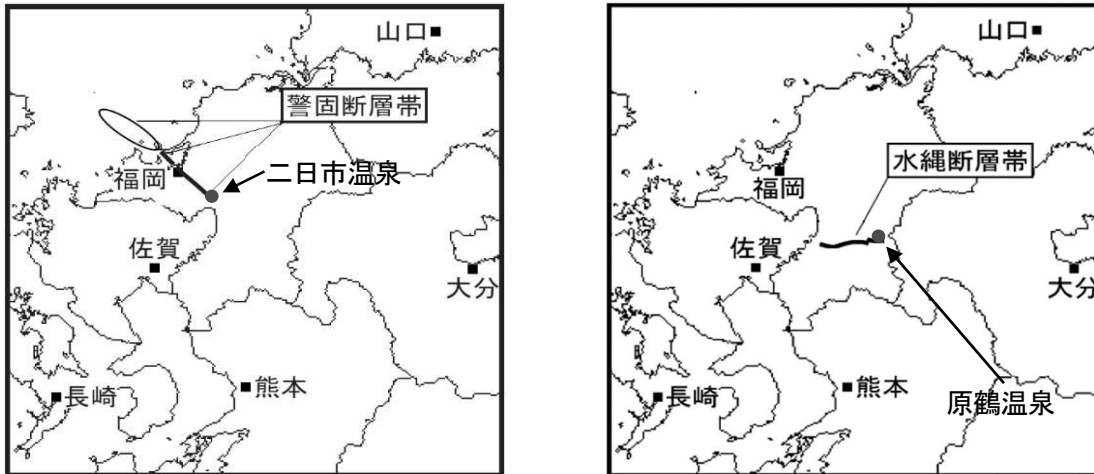 山口
警固断層帯
福岡
二日市温泉
佐賀
大分
長崎
熊本
山口
水縄断層帯
福岡
佐賀
大分
長崎
熊本
原鶴温泉